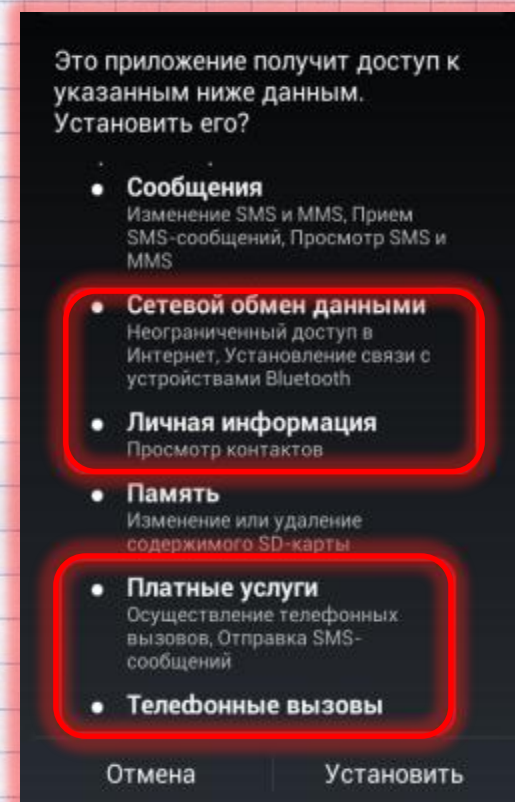 Это приложение получит доступ к
указанным ниже данным.
Установить его?
• Сообщения
Изменение SMS и MMS, Прием
SMS-сообщений, Просмотр SMS и
MMS
• Сетевой обмен данными
Неограниченный доступ в
Интернет, Установление связи с
устройствами Bluetooth
• Личная информация
Просмотр контактов
• Память
Изменение или удаление
содержимого SD-карты
• Платные услуги
Осуществление телефонных
вызовов, Отправка SMS-
сообщений
• Телефонные вызовы
Отмена
Установить